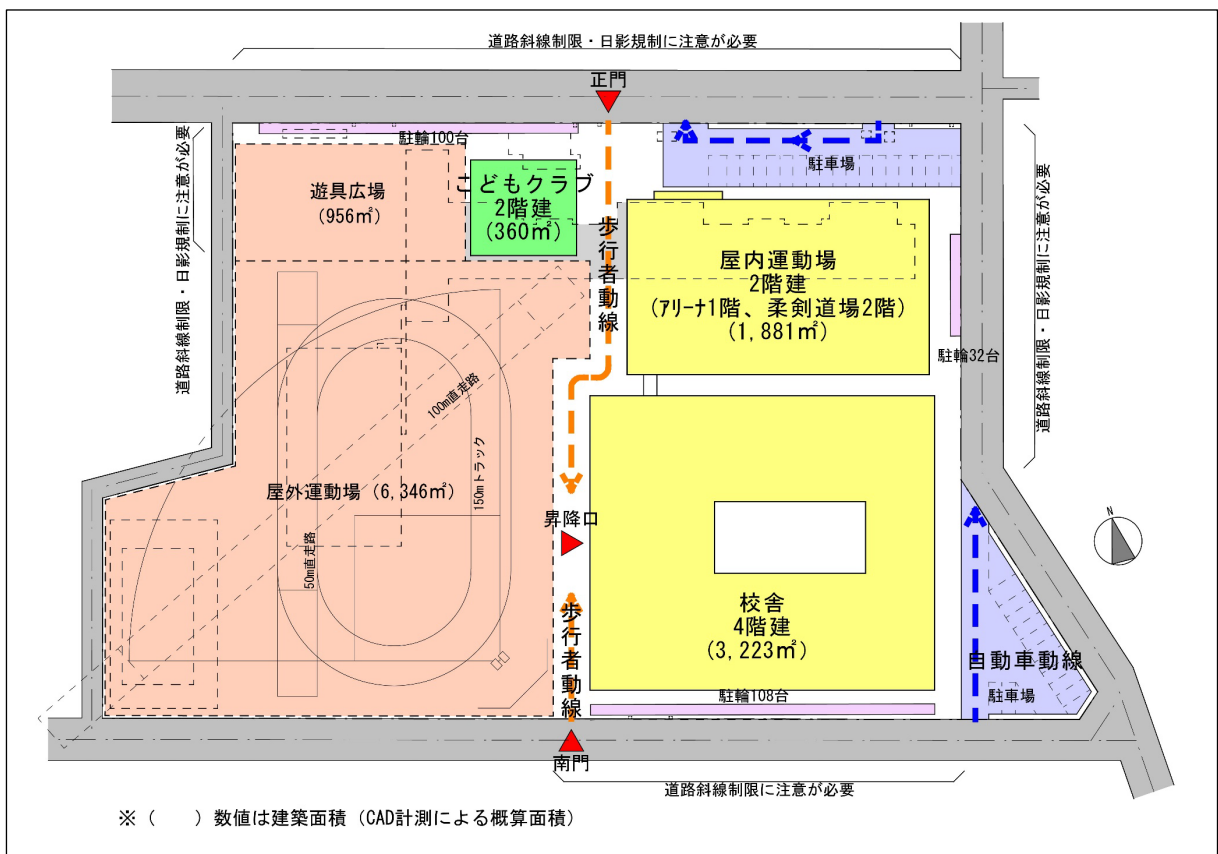 道路斜線制限・日影規制に注意が必要
正門
駐輪100台
駐車場
道路斜線制限・日影規制に注意が必要
遊具広場
(956㎡)
こどもクラブ
2階建
(360㎡)
歩行者動線
屋内運動場
2階建
(アリーナ1階、柔剣道場2階)
(1,881㎡)
道路斜線制限・日影規制に注意が必要
駐輪32台
100m直走路
150mトラック
屋外運動場 (6,346㎡)
50m直走路
昇降口
N
校舎
4階建
(3,223㎡)
歩行者動線
自動車動線
駐車場
駐輪108台
南門
道路斜線制限に注意が必要
※ (　　) 数値は建築面積 (CAD計測による概算面積)